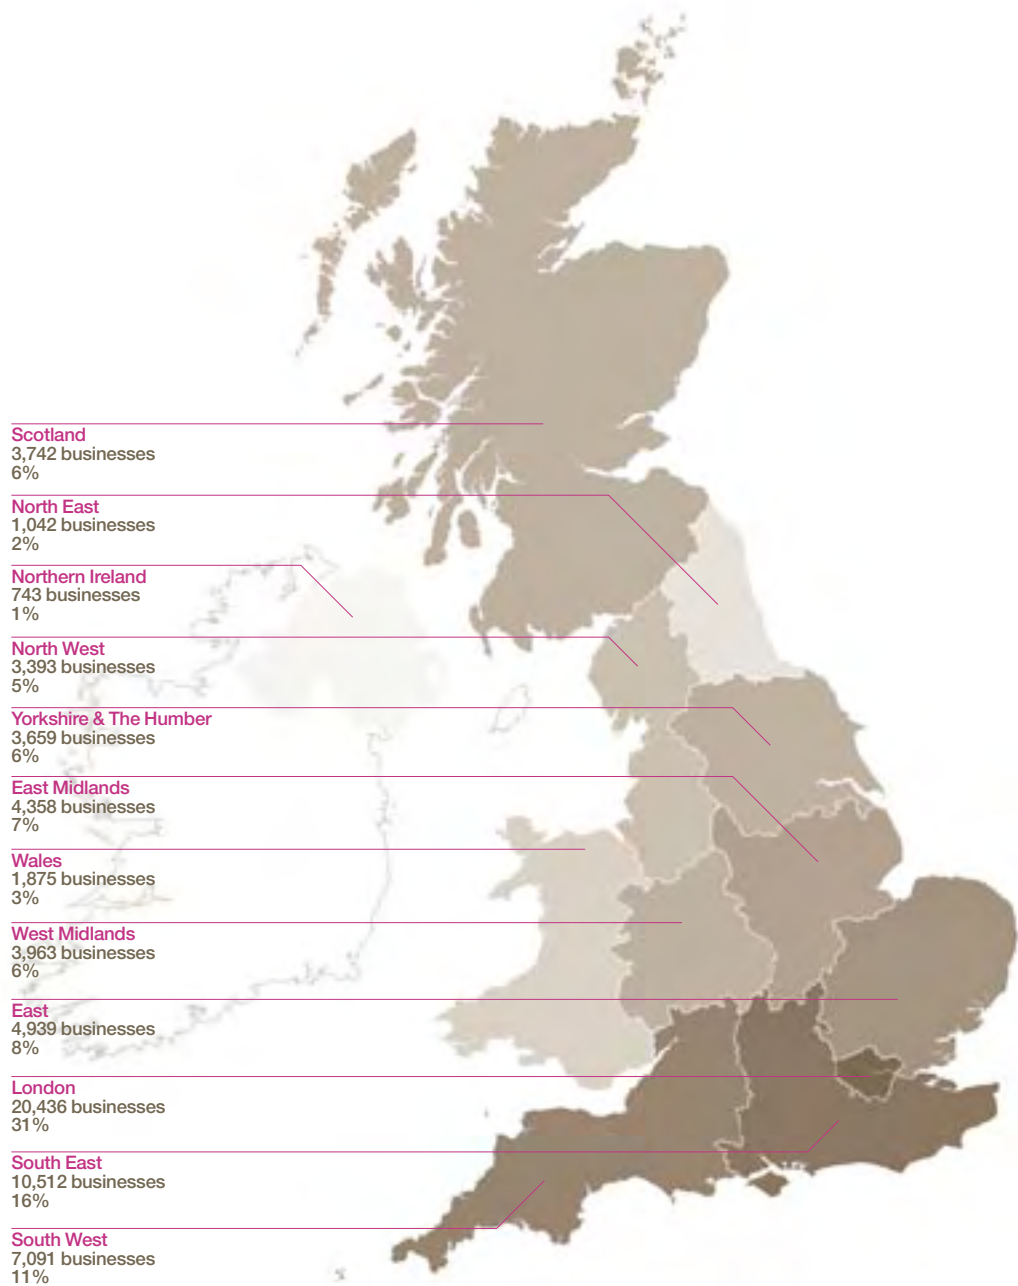 Scotland
3,742 businesses
6%
North East
1,042 businesses
2%
Northern Ireland
743 businesses
1%
North West
3,393 businesses
5%
Yorkshire & The Humber
3,659 businesses
6%
East Midlands
4,358 businesses
7%
Wales
1,875 businesses
3%
West Midlands
3,963 businesses
6%
East
4,939 businesses
8%
London
20,436 businesses
31%
South East
10,512 businesses
16%
South West
7,091 businesses
11%